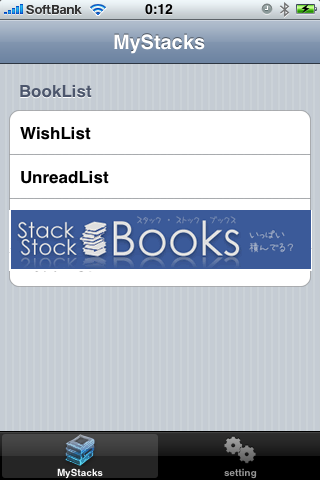 SoftBank 0:12
MyStacks
BookList
WishList
UnreadList
スタック・ストック・ブックス
Stack
Stock
Books
いっぱい
積んでる?
MyStacks
setting